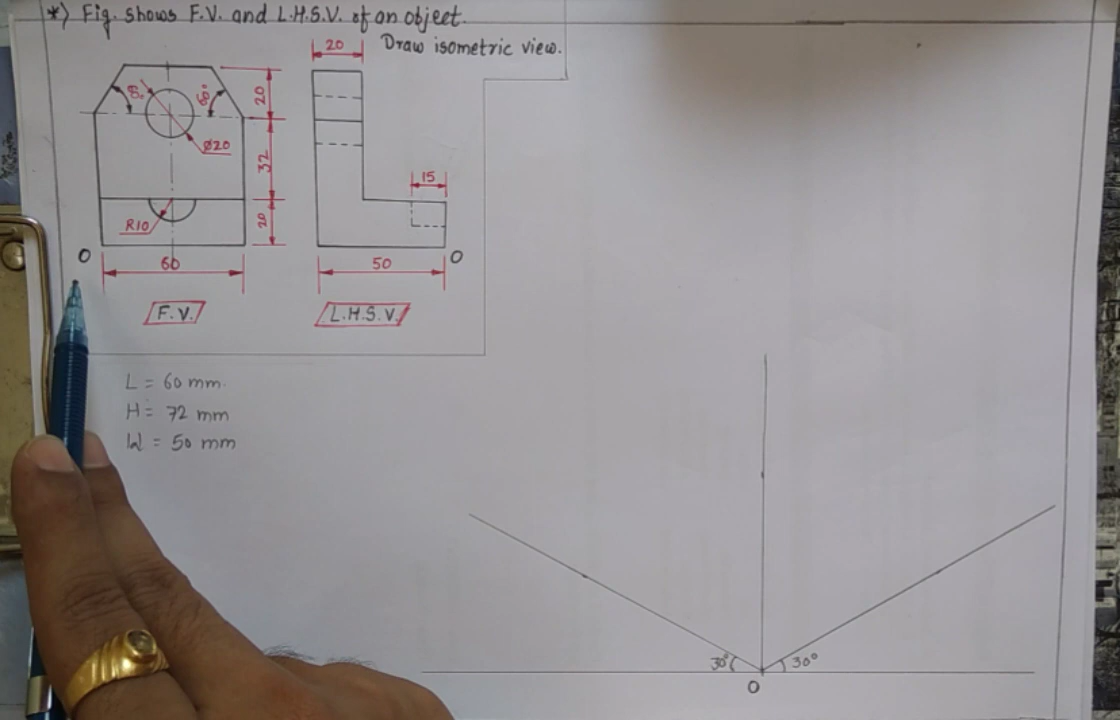 *) Fig. shows F.V. and L.H.S.V. of an object.
Draw isometric view.
20
60°
20
Ø20
32
15
R10
20
O
60
50
O
F.V.
L.H.S.V.
L = 60 mm.
H = 72 mm
W = 50 mm
30°
30°
O